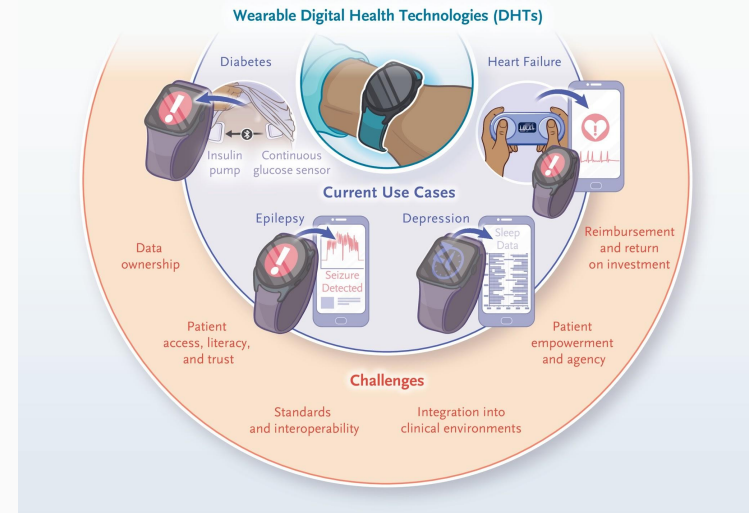 Wearable Digital Health Technologies (DHTs)
Diabetes
Heart Failure
Insulin
pump
Continuous
glucose sensor
Current Use Cases
Epilepsy
Depression
Seizure
Detected
Sleep
Data
Data
ownership
Reimbursement
and return
on investment
Patient
access, literacy,
and trust
Patient
empowerment
and agency
Challenges
Standards
and interoperability
Integration into
clinical environments